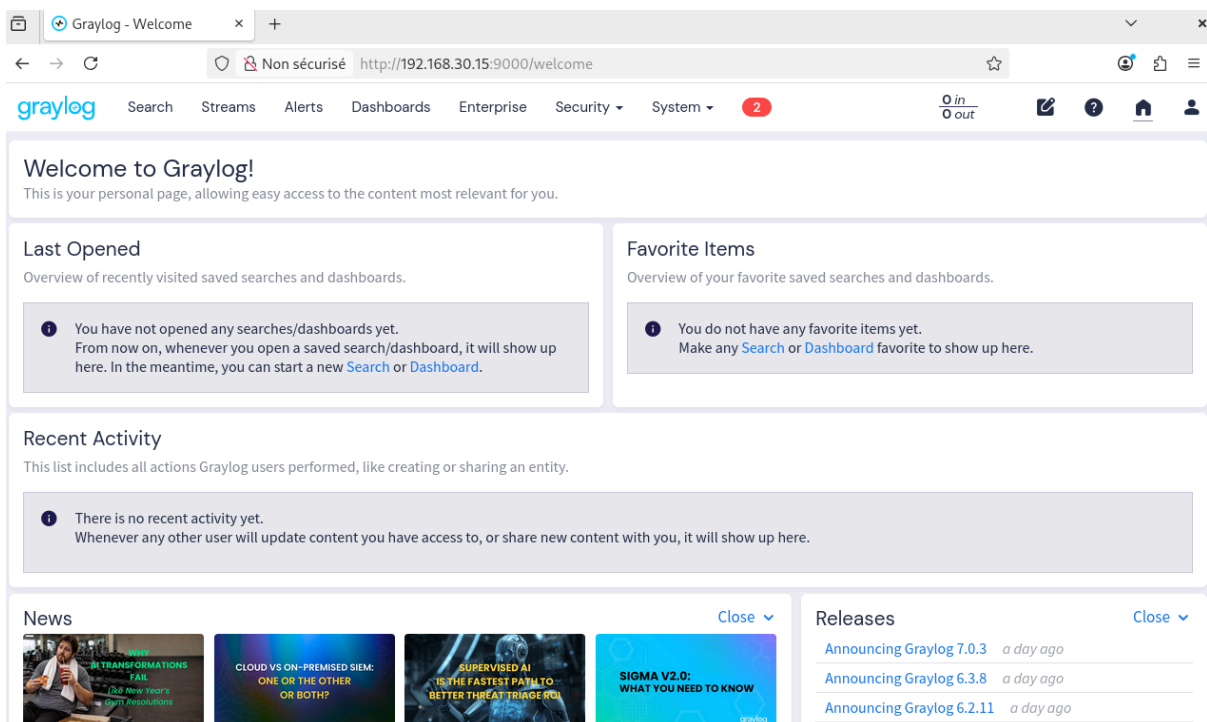 Graylog - Welcome
Non sécurisé http://192.168.30.15:9000/welcome
graylog Search Streams Alerts Dashboards Enterprise Security System 2 0 in
0 out
Welcome to Graylog!
This is your personal page, allowing easy access to the content most relevant for you.
Last Opened
Overview of recently visited saved searches and dashboards.
You have not opened any searches/dashboards yet.
From now on, whenever you open a saved search/dashboard, it will show up
here. In the meantime, you can start a new Search or Dashboard.
Favorite Items
Overview of your favorite saved searches and dashboards.
You do not have any favorite items yet.
Make any Search or Dashboard favorite to show up here.
Recent Activity
This list includes all actions Graylog users performed, like creating or sharing an entity.
There is no recent activity yet.
Whenever any other user will update content you have access to, or share new content with you, it will show up here.
News Close
WHY
AI TRANSFORMATIONS
FAIL
Like New Year's
Gym Resolutions
CLOUD VS ON-PREMISED SIEM:
ONE OR THE OTHER
OR BOTH?
SUPERVISED AI
IS THE FASTEST PATH TO
BETTER THREAT TRIAGE ROI
SIGMA V2.0:
WHAT YOU NEED TO KNOW
graylog
Releases Close
Announcing Graylog 7.0.3 a day ago
Announcing Graylog 6.3.8 a day ago
Announcing Graylog 6.2.11 a day ago